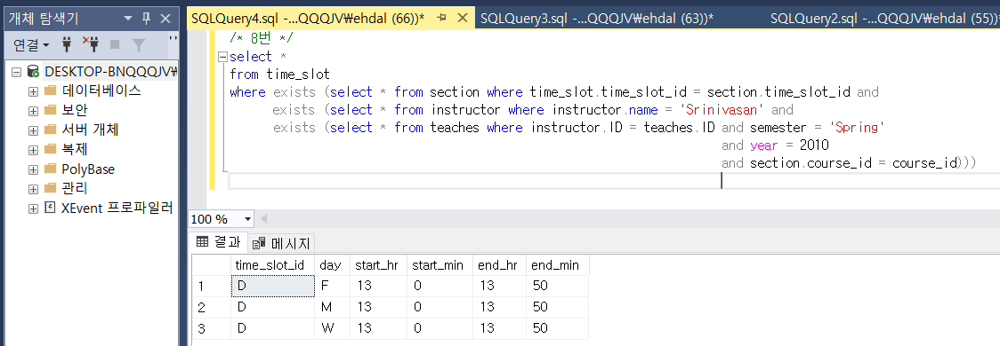 개체 탐색기
연결
DESKTOP-BNQQQJV₩
데이터베이스
보안
서버 개체
복제
PolyBase
관리
XEvent 프로파일러
SQLQuery4.sql -...QQQJV₩ehdal (66))*
SQLQuery3.sql -...QQQJV₩ehdal (63))*
SQLQuery2.sql -...QQQJV₩ehdal (55))*
/* 8번 */
select *
from time_slot
where exists (select * from section where time_slot.time_slot_id = section.time_slot_id and
exists (select * from instructor where instructor.name = 'Srinivasan' and
exists (select * from teaches where instructor.ID = teaches.ID and semester = 'Spring'
and year = 2010
and section.course_id = course_id)))
100 %
결과 메시지
time_slot_id day start_hr start_min end_hr end_min
1 D F 13 0 13 50
2 D M 13 0 13 50
3 D W 13 0 13 50